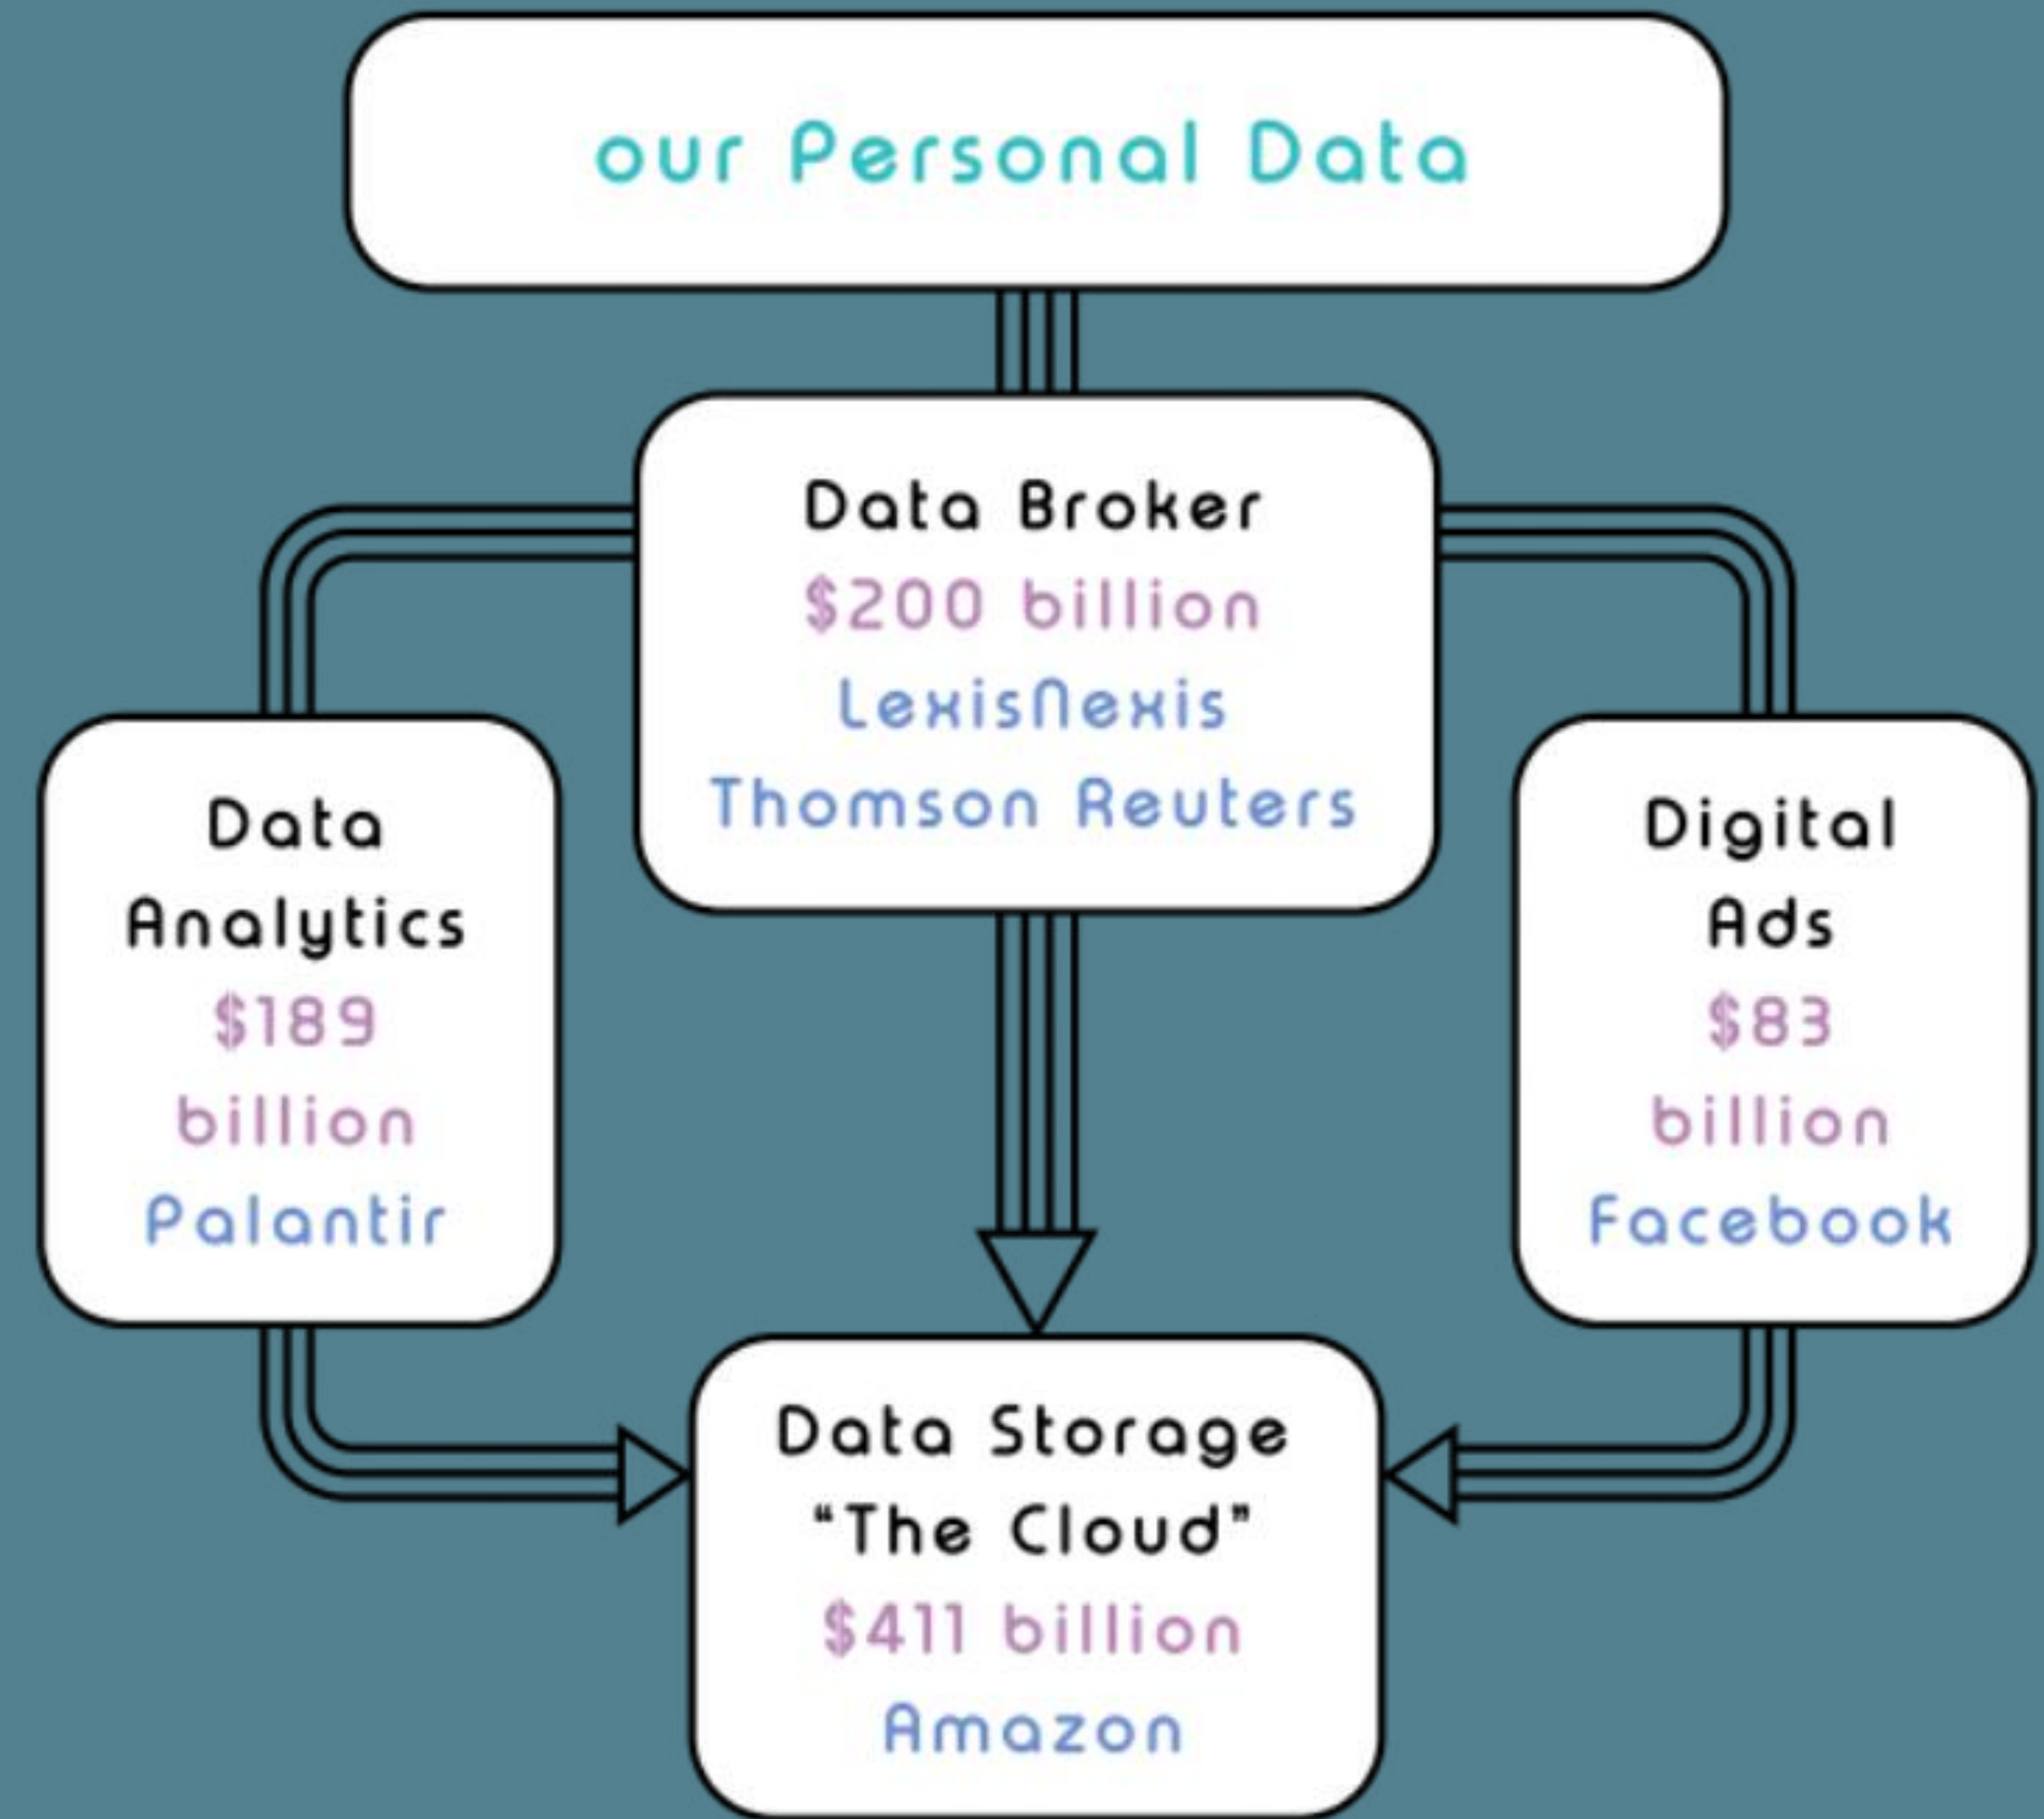 our Personal Data
Data Broker
$200 billion
LexisNexis
Thomson Reuters
Data
Analytics
$189
billion
Palantir
Digital
Ads
$83
billion
Facebook
Data Storage
“The Cloud”
$411 billion
Amazon